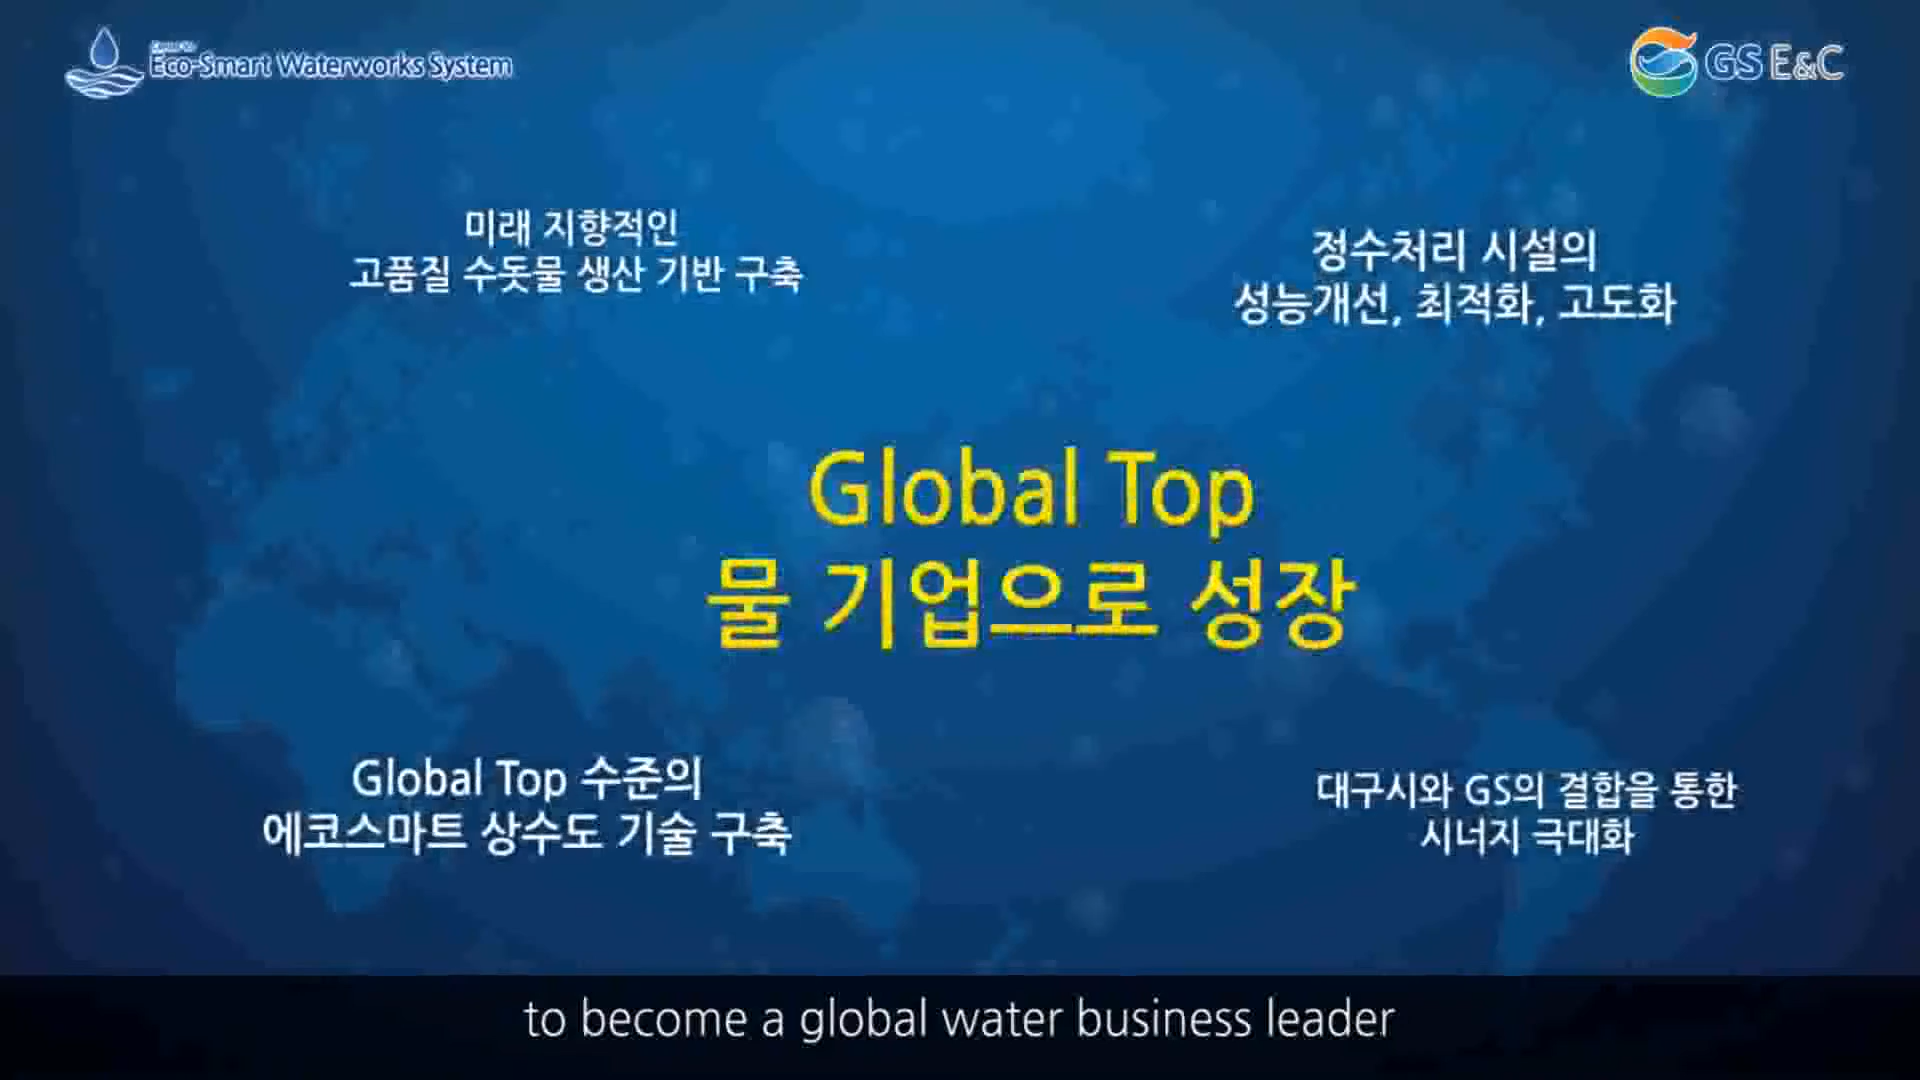 Eco-Smart Waterworks System
GS E&C
미래 지향적인
고품질 수돗물 생산 기반 구축
정수처리 시설의
성능개선, 최적화, 고도화
Global Top
물 기업으로 성장
Global Top 수준의
에코스마트 상수도 기술 구축
대구시와 GS의 결합을 통한
시너지 극대화
to become a global water business leader